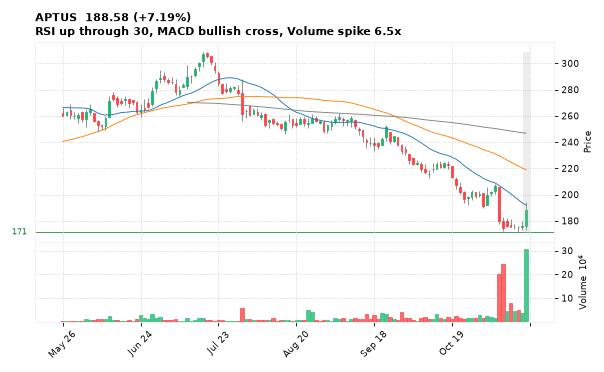 APTUS 188.58 (+7.19%)
RSI up through 30, MACD bullish cross, Volume spike 6.5x
300
280
260
240
220
200
180
Price
171
30
20
10
Volume 10⁴
May 26
Jun 24
Jul 23
Aug 20
Sep 18
Oct 19